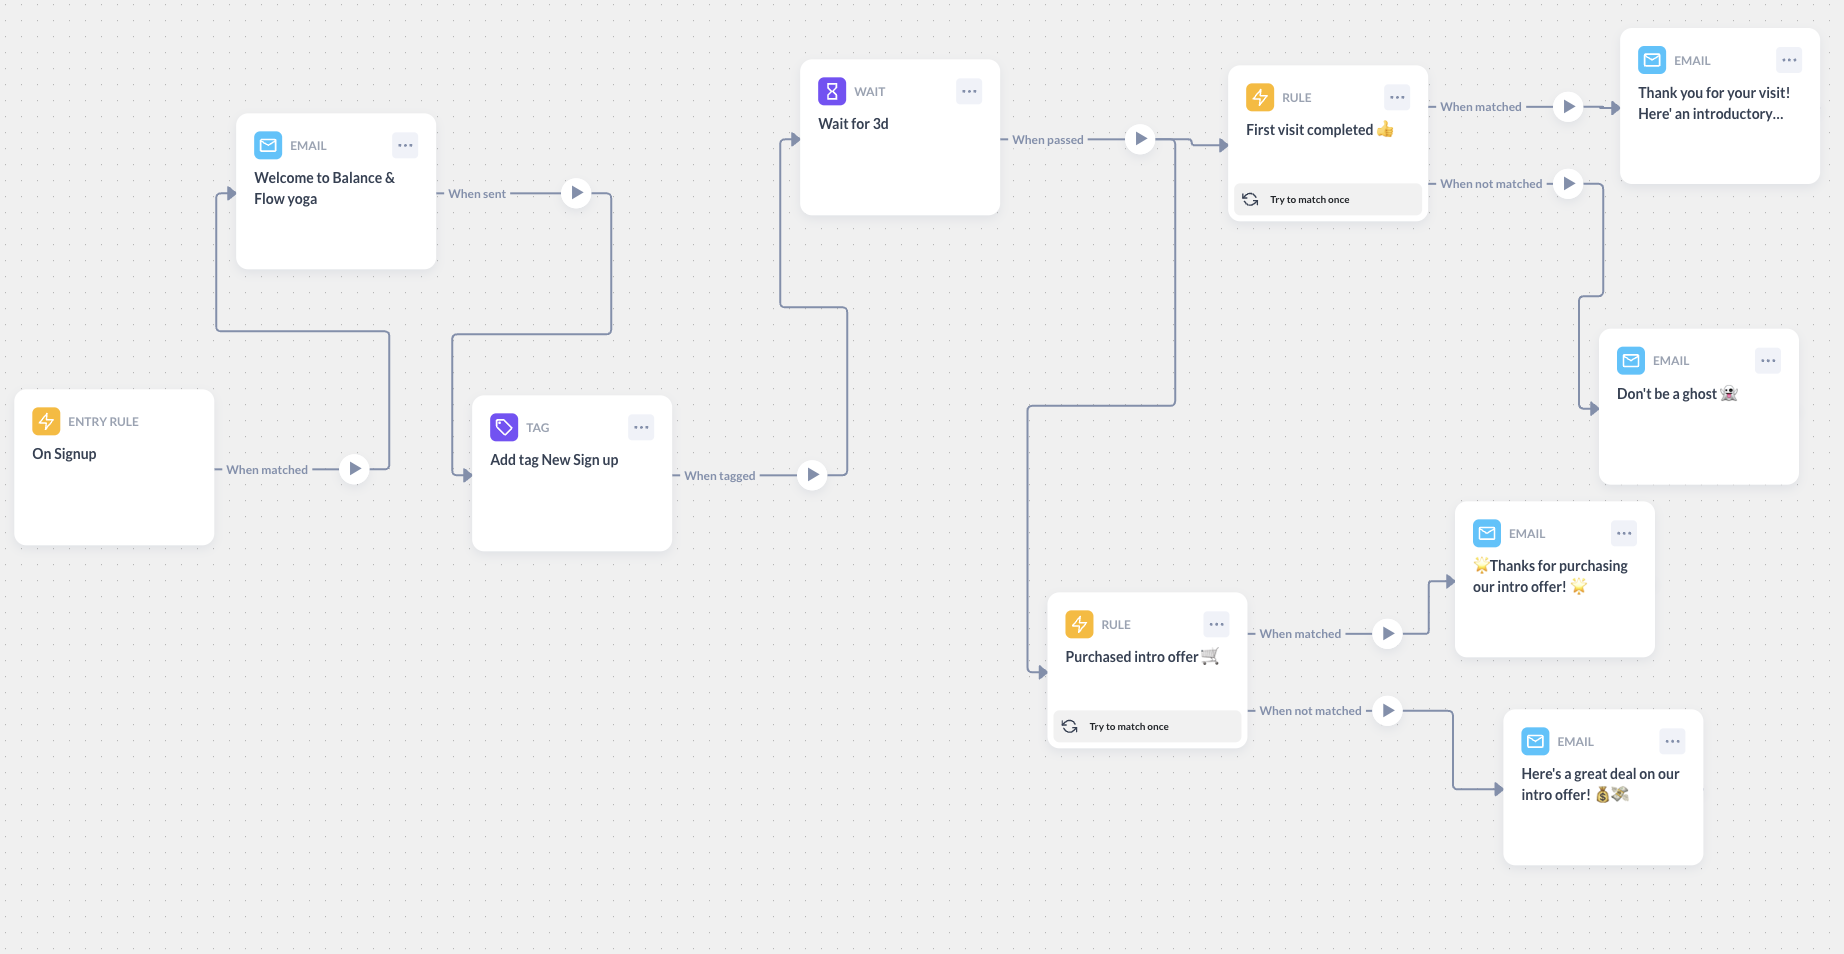 ENTRY RULE
On Signup
When matched
EMAIL
Welcome to Balance &
Flow yoga
When sent
TAG
Add tag New Sign up
When tagged
WAIT
Wait for 3d
When passed
RULE
First visit completed 👍
Try to match once
When matched
When not matched
EMAIL
Thank you for your visit!
Here' an introductory...
EMAIL
Don't be a ghost 👻
RULE
Purchased intro offer 🛒
Try to match once
When matched
When not matched
EMAIL
🌟Thanks for purchasing
our intro offer! 🌟
EMAIL
Here's a great deal on our
intro offer! 💰💸